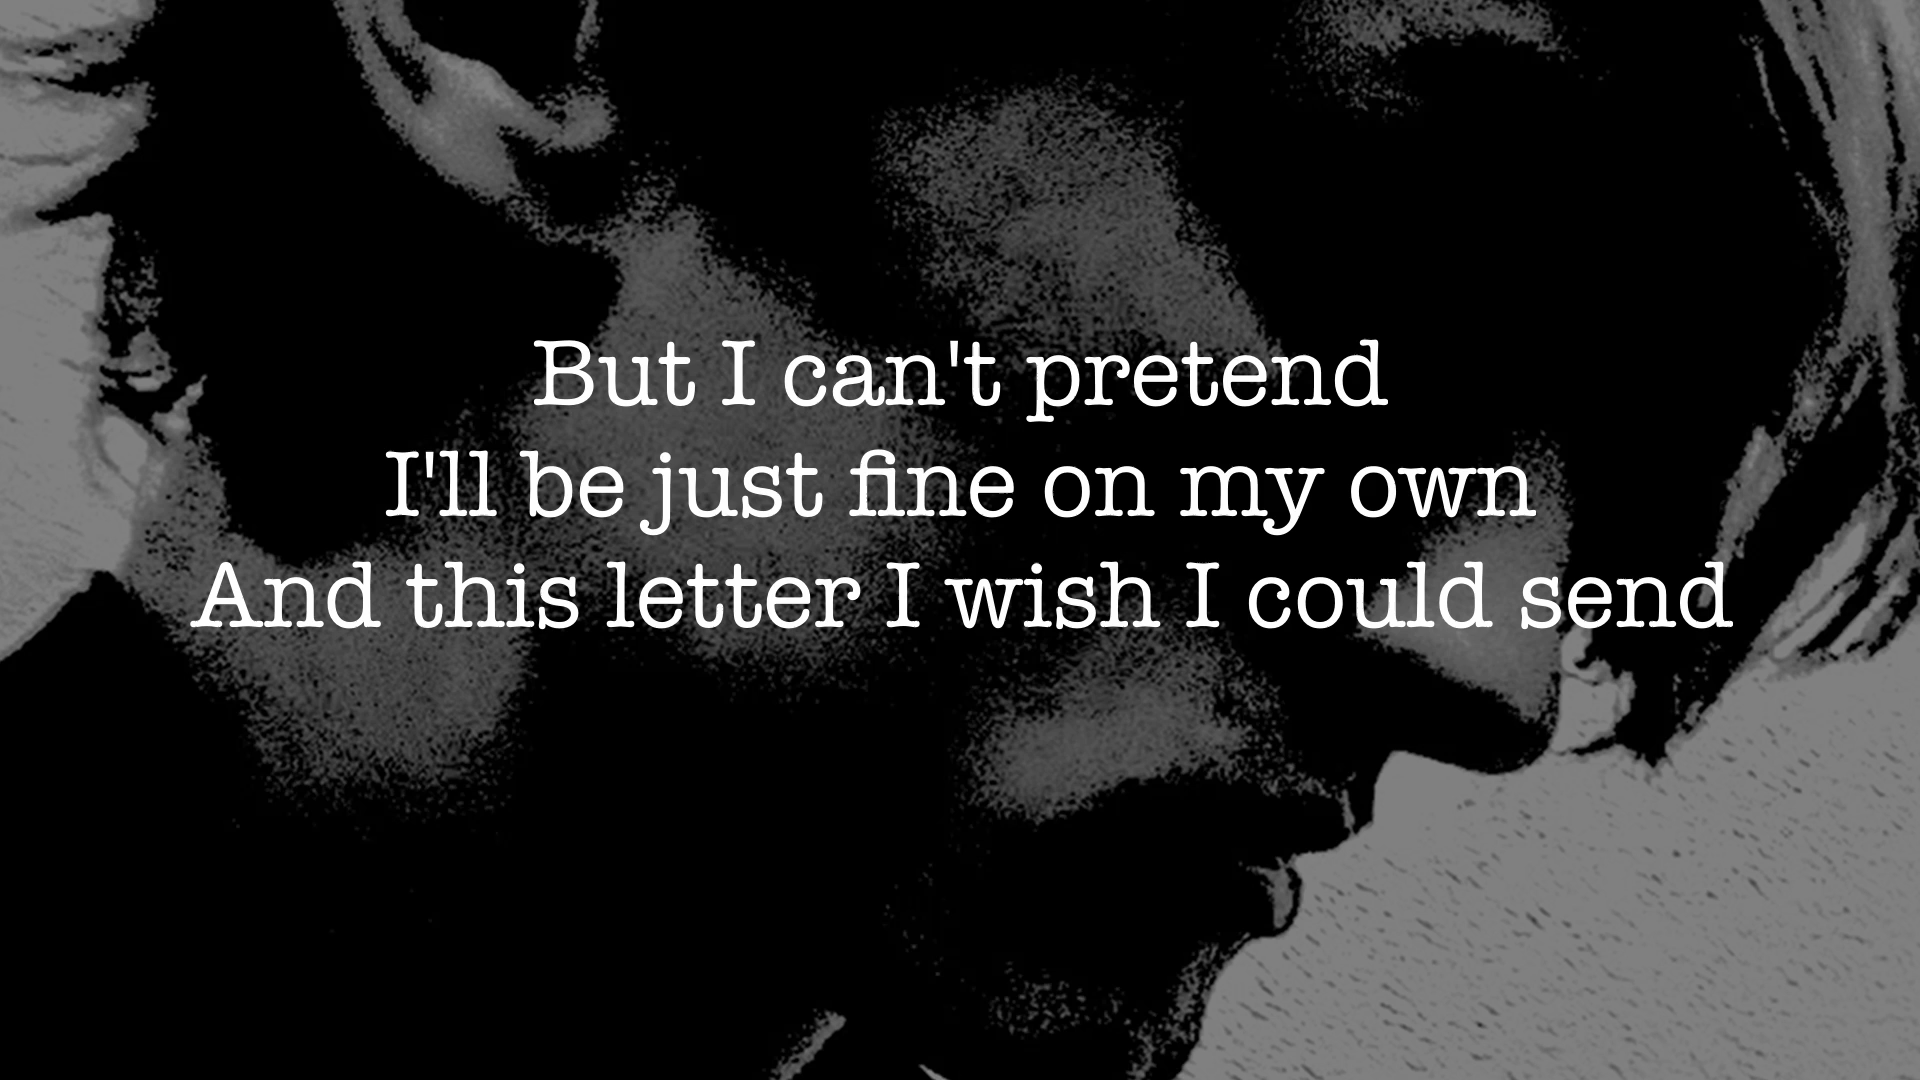 But I can't pretend
I'll be just fine on my own
And this letter I wish I could send